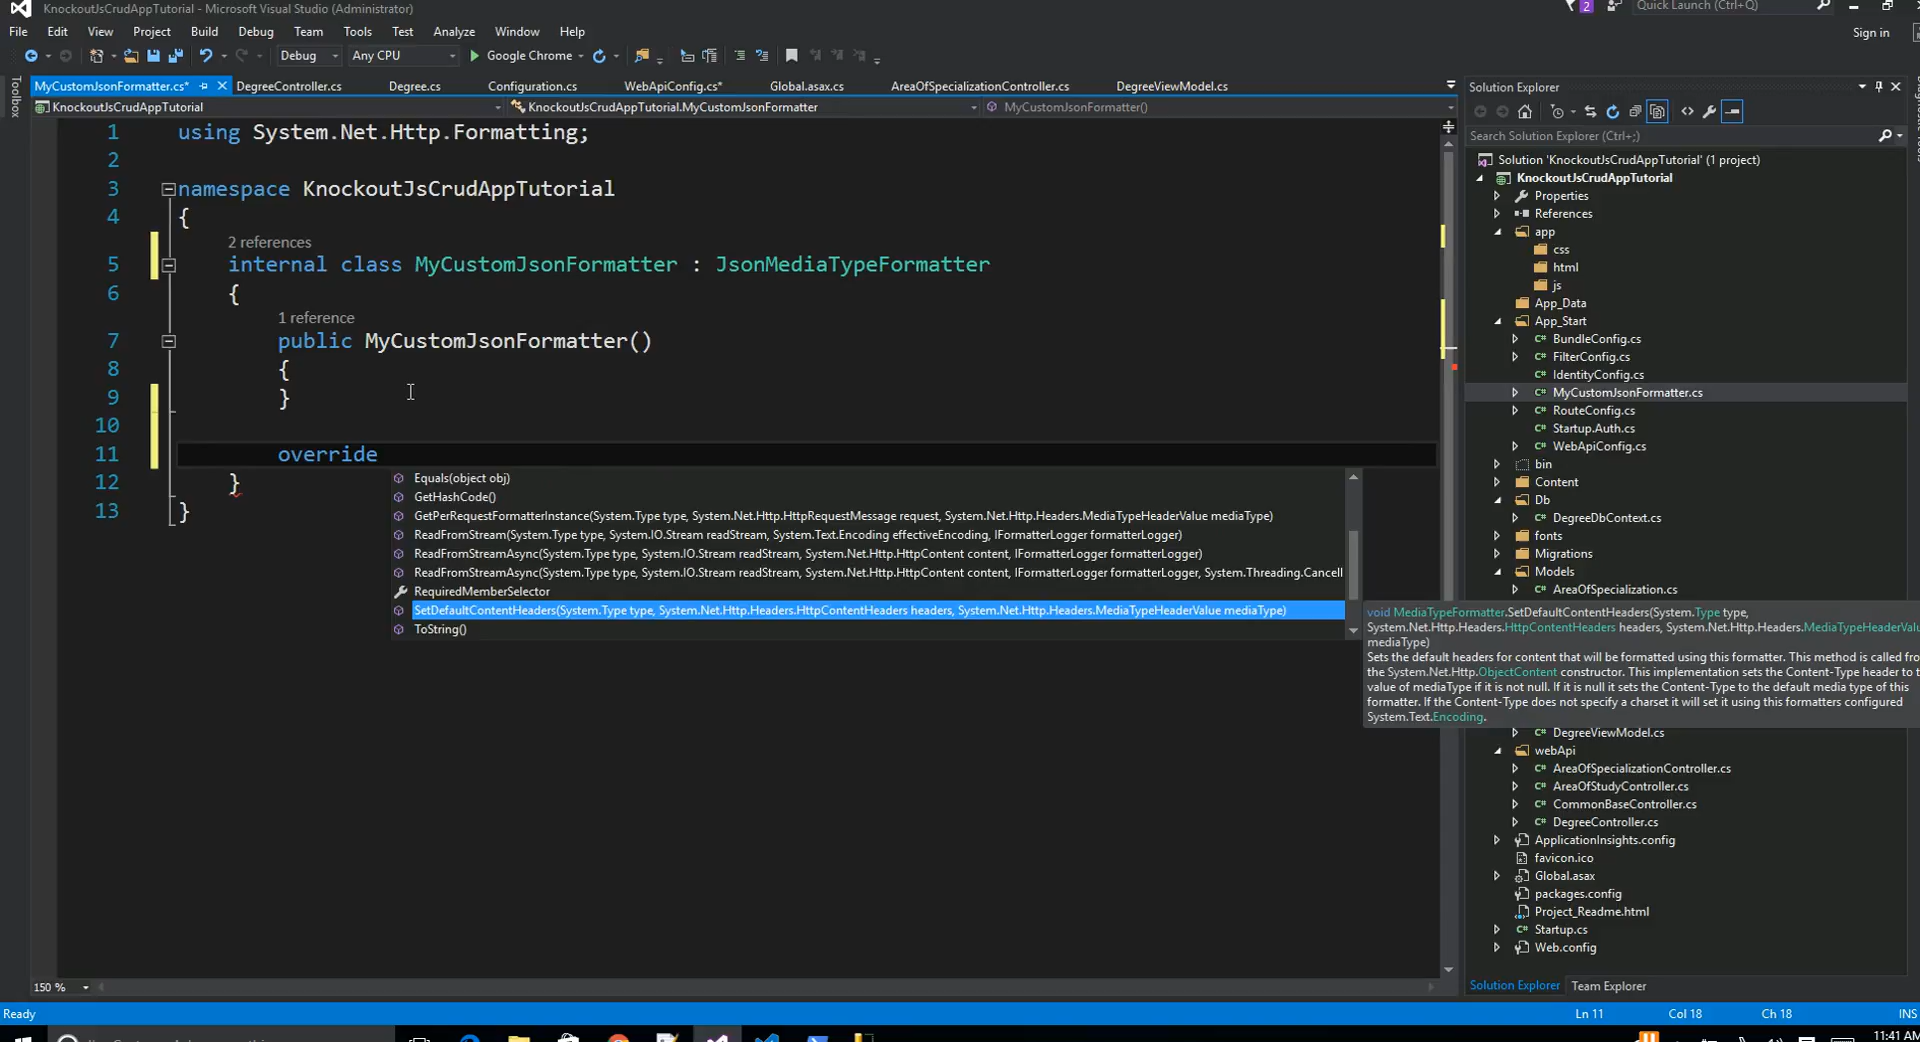 KnockoutJsCrudAppTutorial - Microsoft Visual Studio (Administrator)
2
Quick Launch (Ctrl+Q)
File Edit View Project Build Debug Team Tools Test Analyze Window Help
Sign in
Debug Any CPU Google Chrome
Toolbox
MyCustomJsonFormatter.cs* DegreeController.cs Degree.cs Configuration.cs WebApiConfig.cs* Global.asax.cs AreaOfSpecializationController.cs DegreeViewModel.cs
KnockoutJsCrudAppTutorial KnockoutJsCrudAppTutorial.MyCustomJsonFormatter MyCustomJsonFormatter()
1 using System.Net.Http.Formatting;
2
3 namespace KnockoutJsCrudAppTutorial
4 {
2 references
5 internal class MyCustomJsonFormatter : JsonMediaTypeFormatter
6 {
1 reference
7 public MyCustomJsonFormatter()
8 {
9 }
10
11 override
12 }
13 }
Equals(object obj)
GetHashCode()
GetPerRequestFormatterInstance(System.Type type, System.Net.Http.HttpRequestMessage request, System.Net.Http.Headers.MediaTypeHeaderValue mediaType)
ReadFromStream(System.Type type, System.IO.Stream readStream, System.Text.Encoding effectiveEncoding, IFormatterLogger formatterLogger)
ReadFromStreamAsync(System.Type type, System.IO.Stream readStream, System.Net.Http.HttpContent content, IFormatterLogger formatterLogger)
ReadFromStreamAsync(System.Type type, System.IO.Stream readStream, System.Net.Http.HttpContent content, IFormatterLogger formatterLogger, System.Threading.Cancell
RequiredMemberSelector
SetDefaultContentHeaders(System.Type type, System.Net.Http.Headers.HttpContentHeaders headers, System.Net.Http.Headers.MediaTypeHeaderValue mediaType)
ToString()
void MediaTypeFormatter.SetDefaultContentHeaders(System.Type type,
System.Net.Http.Headers.HttpContentHeaders headers, System.Net.Http.Headers.MediaTypeHeaderValu
mediaType)
Sets the default headers for content that will be formatted using this formatter. This method is called fro
the System.Net.Http.ObjectContent constructor. This implementation sets the Content-Type header to t
value of mediaType if it is not null. If it is null it sets the Content-Type to the default media type of this
formatter. If the Content-Type does not specify a charset it will set it using this formatters configured
System.Text.Encoding.
Solution Explorer
Search Solution Explorer (Ctrl+;)
Solution 'KnockoutJsCrudAppTutorial' (1 project)
KnockoutJsCrudAppTutorial
Properties
References
app
css
html
js
App_Data
App_Start
BundleConfig.cs
FilterConfig.cs
IdentityConfig.cs
MyCustomJsonFormatter.cs
RouteConfig.cs
Startup.Auth.cs
WebApiConfig.cs
bin
Content
Db
DegreeDbContext.cs
fonts
Migrations
Models
AreaOfSpecialization.cs
DegreeViewModel.cs
webApi
AreaOfSpecializationController.cs
AreaOfStudyController.cs
CommonBaseController.cs
DegreeController.cs
ApplicationInsights.config
favicon.ico
Global.asax
packages.config
Project_Readme.html
Startup.cs
Web.config
Solution Explorer Team Explorer
150 %
Ready Ln 11 Col 18 Ch 18 INS
11:41 AM